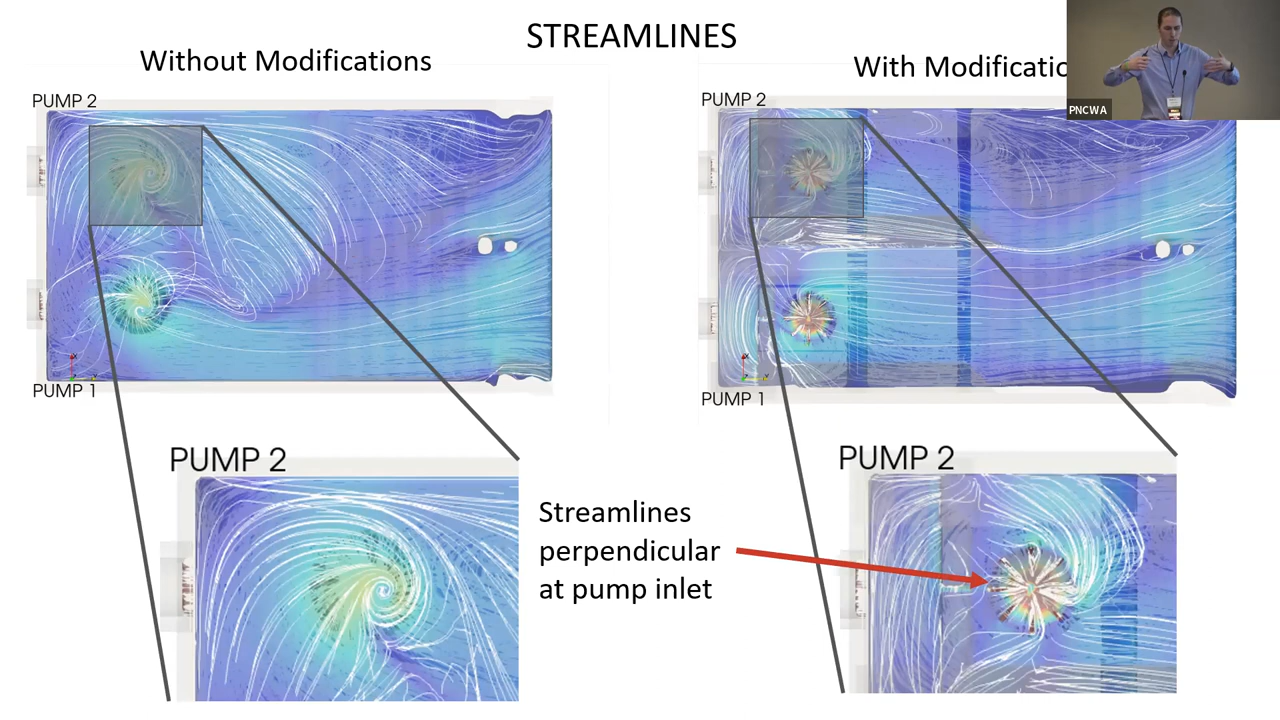 STREAMLINES
Without Modifications
With Modificatio
PNCWA
PUMP 2
PUMP 1
PUMP 2
PUMP 1
PUMP 2
Streamlines
perpendicular
at pump inlet
PUMP 2